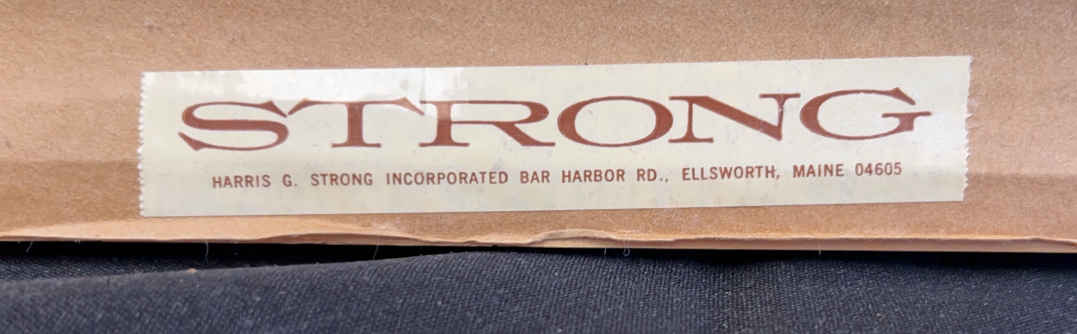 STRONG
HARRIS G. STRONG INCORPORATED BAR HARBOR RD., ELLSWORTH, MAINE 04605